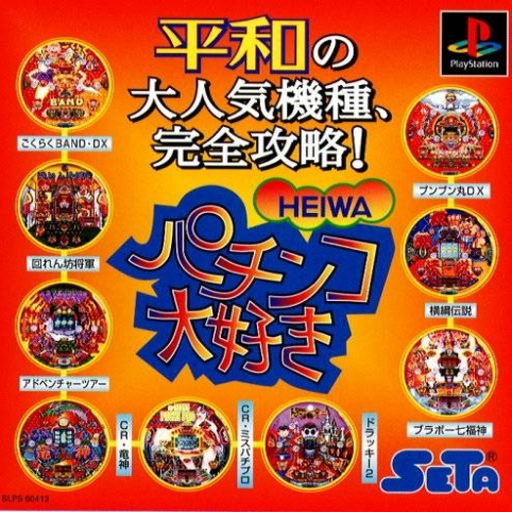 平和の
大人気機種、
完全攻略!
PlayStation
HEIWA
パチンコ
大好き
ごくらくBAND・DX
回れん坊将軍
アドベンチャーツアー
CR・竜神
CR・ミスパチプロ
ドラッキー2
ブンブン丸DX
横綱伝説
ブラボー七福神
SETA®
SLPS 00413